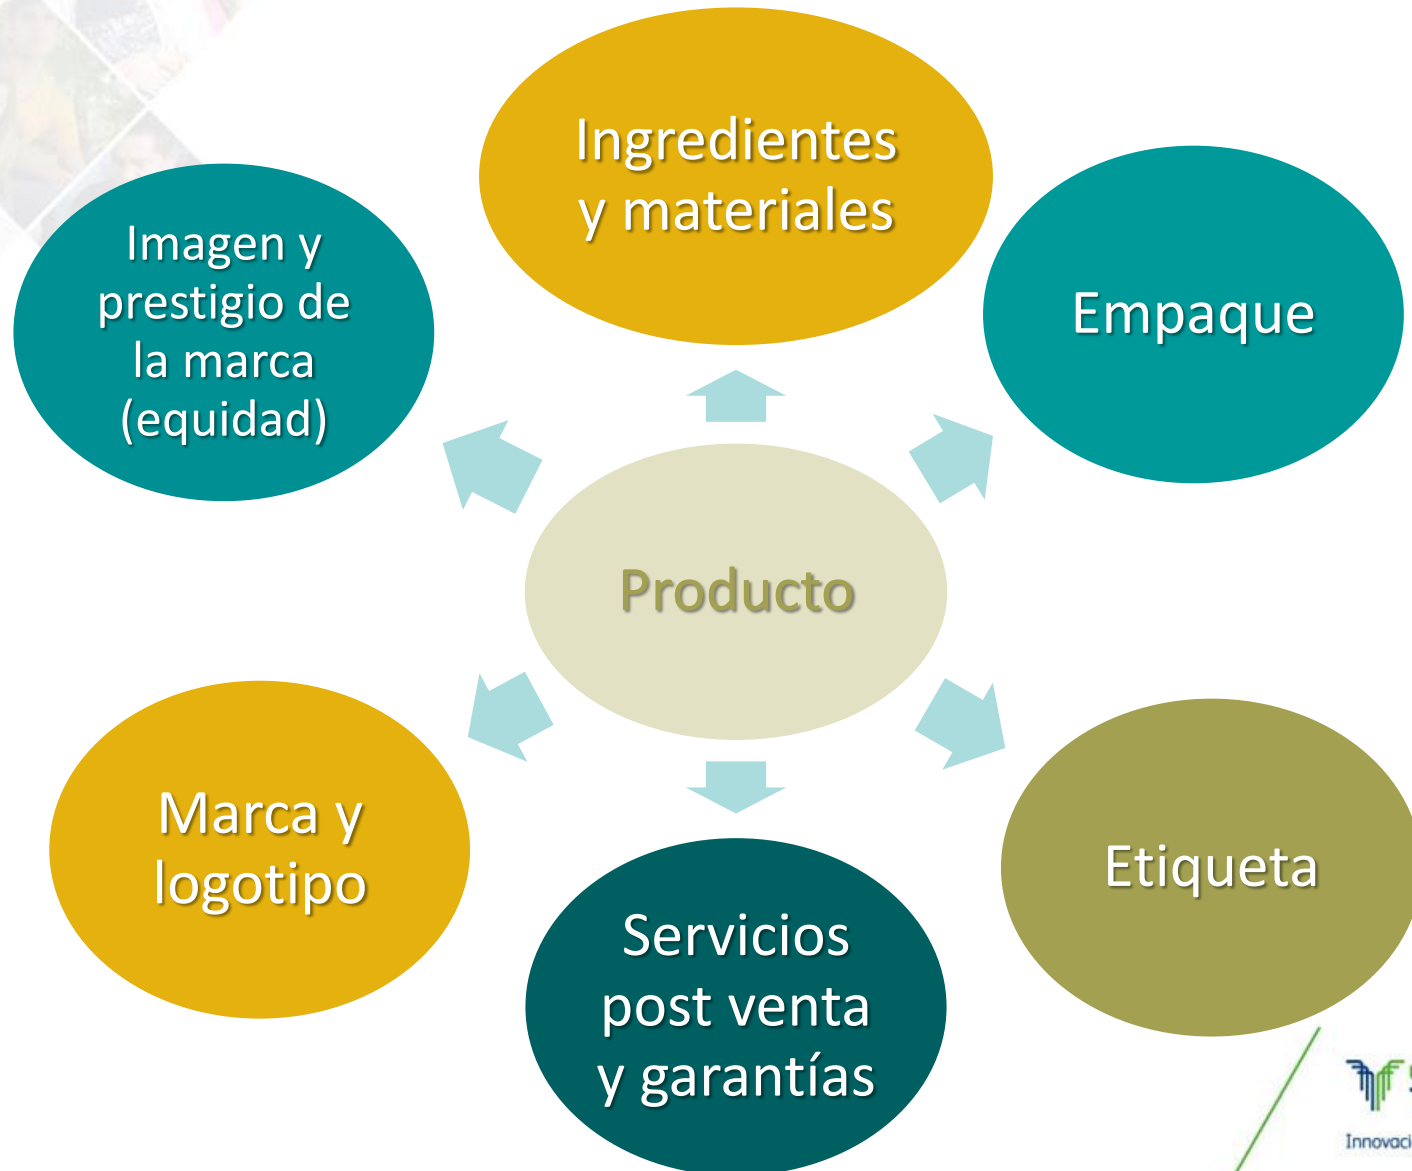 Ingredientes
y materiales
Empaque
Imagen y
prestigio de
la marca
(equidad)
Producto
Etiqueta
Marca y
logotipo
Servicios
post venta
y garantías